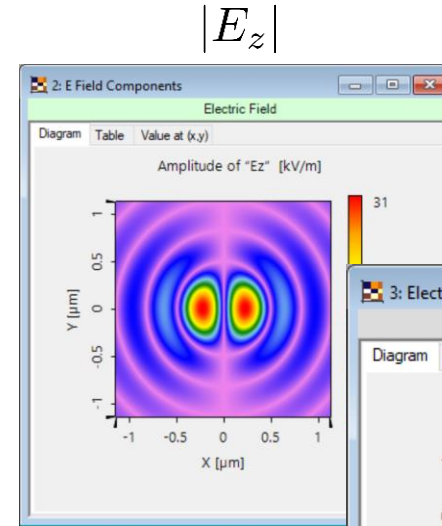 |E_z|
2: E Field Components
Electric Field
Diagram Table Value at (x,y)
Amplitude of "Ez" [kV/m]
31
1
0.5
0
-0.5
-1
Y [µm]
-1 -0.5 0 0.5 1
X [µm]
3: Elect
Diagram